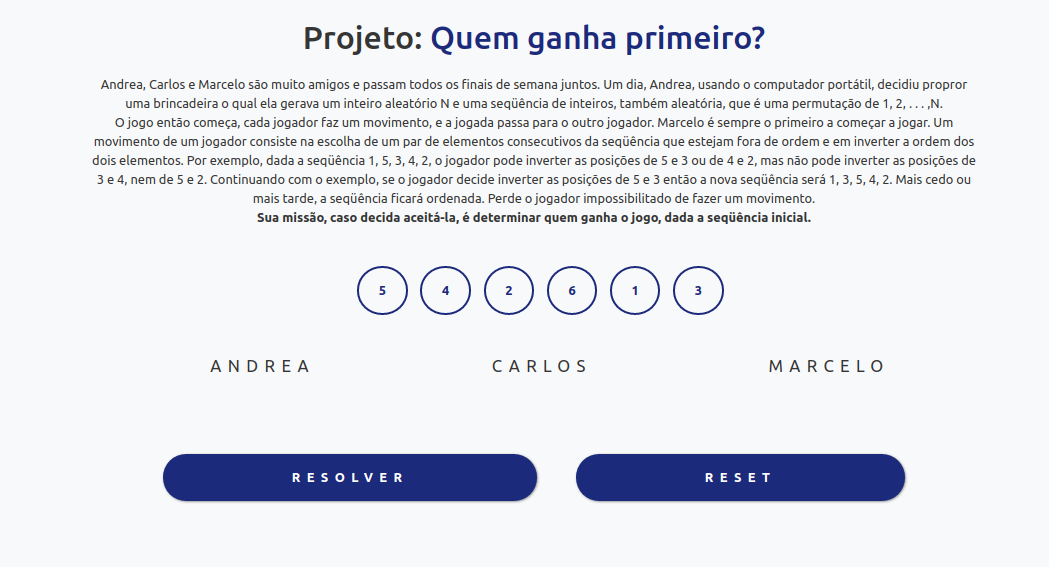 Projeto: Quem ganha primeiro?
Andrea, Carlos e Marcelo são muito amigos e passam todos os finais de semana juntos. Um dia, Andrea, usando o computador portátil, decidiu propror
uma brincadeira o qual ela gerava um inteiro aleatório N e uma seqüência de inteiros, também aleatória, que é uma permutação de 1, 2, . . . ,N.
O jogo então começa, cada jogador faz um movimento, e a jogada passa para o outro jogador. Marcelo é sempre o primeiro a começar a jogar. Um
movimento de um jogador consiste na escolha de um par de elementos consecutivos da seqüência que estejam fora de ordem e em inverter a ordem dos
dois elementos. Por exemplo, dada a seqüência 1, 5, 3, 4, 2, o jogador pode inverter as posições de 5 e 3 ou de 4 e 2, mas não pode inverter as posições de
3 e 4, nem de 5 e 2. Continuando com o exemplo, se o jogador decide inverter as posições de 5 e 3 então a nova seqüência será 1, 3, 5, 4, 2. Mais cedo ou
mais tarde, a seqüência ficará ordenada. Perde o jogador impossibilitado de fazer um movimento.
Sua missão, caso decida aceitá-la, é determinar quem ganha o jogo, dada a seqüência inicial.
5 4 2 6 1 3
ANDREA CARLOS MARCELO
RESOLVER RESET